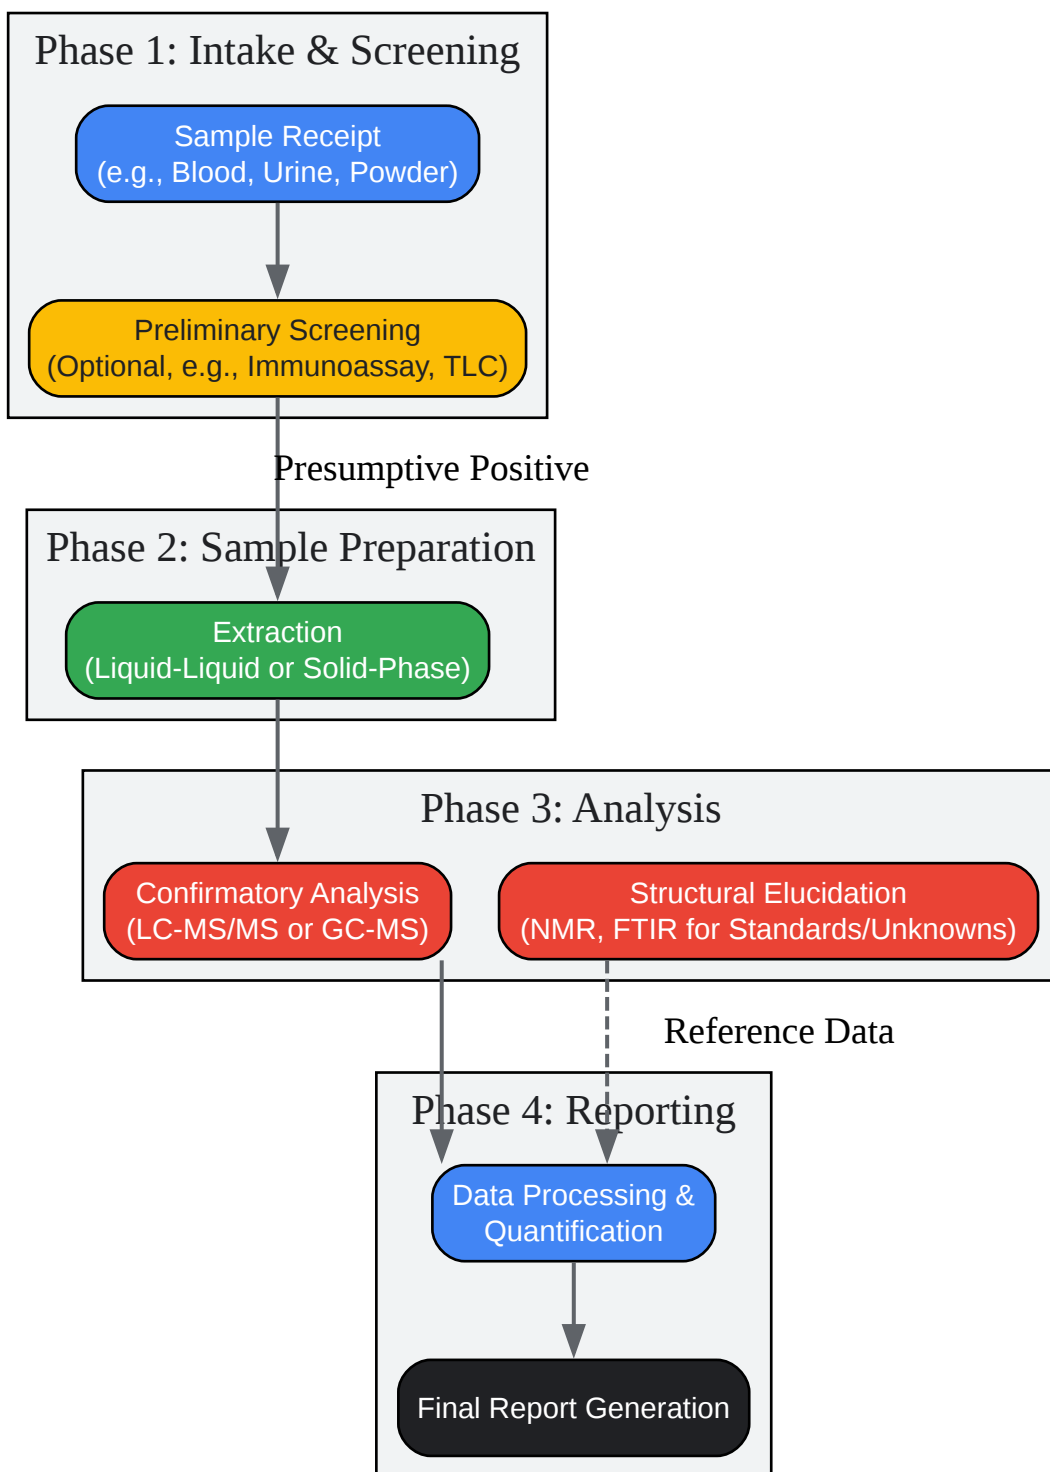 Phase 1: Intake & Screening
Sample Receipt
(e.g., Blood, Urine, Powder)
Preliminary Screening
(Optional, e.g., Immunoassay, TLC)
Presumptive Positive
Phase 2: Sample Preparation
Extraction
(Liquid-Liquid or Solid-Phase)
Phase 3: Analysis
Confirmatory Analysis
(LC-MS/MS or GC-MS)
Structural Elucidation
(NMR, FTIR for Standards/Unknowns)
Reference Data
Phase 4: Reporting
Data Processing &
Quantification
Final Report Generation